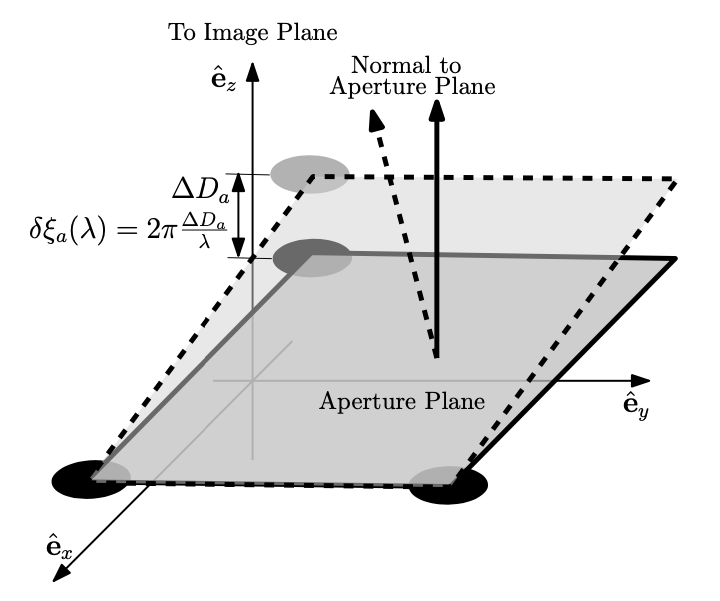 To Image Plane
Normal to
Aperture Plane
ê_z
ΔD_a
δξ_a(λ) = 2π ΔD_a/λ
Aperture Plane
ê_y
ê_x